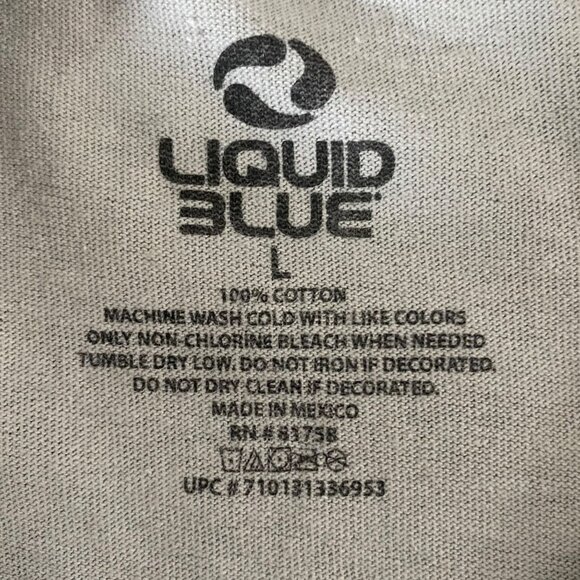 LIQUID
BLUE
L
100% COTTON
MACHINE WASH COLD WITH LIKE COLORS
ONLY NON-CHLORINE BLEACH WHEN NEEDED
TUMBLE DRY LOW. DO NOT IRON IF DECORATED.
DO NOT DRY CLEAN IF DECORATED.
MADE IN MEXICO
RN #
UPC # 710131336953